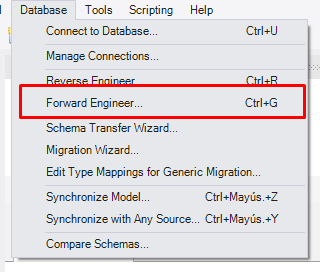 Database Tools Scripting Help
Connect to Database... Ctrl+U
Manage Connections...
Reverse Engineer Ctrl+R
Forward Engineer... Ctrl+G
Schema Transfer Wizard...
Migration Wizard...
Edit Type Mappings for Generic Migration...
Synchronize Model... Ctrl+Mayús.+Z
Synchronize with Any Source... Ctrl+Mayús.+Y
Compare Schemas...